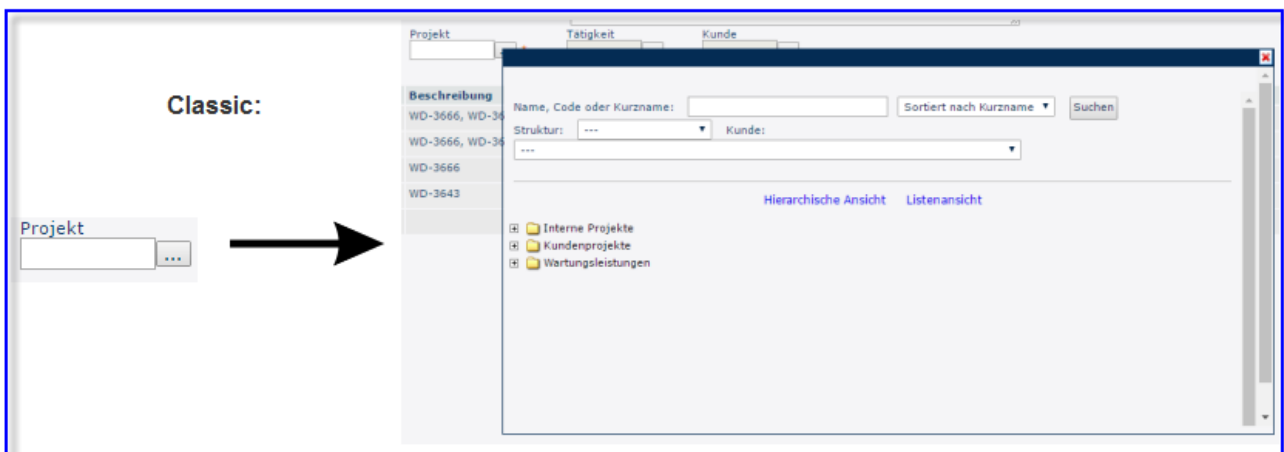 Projekt Tätigkeit Kunde
Classic:
Beschreibung
WD-3666, WD-36
WD-3666, WD-36
WD-3666
WD-3643
Name, Code oder Kurzname: Sortiert nach Kurzname Suchen
Struktur: --- Kunde:
---
Hierarchische Ansicht Listenansicht
Interne Projekte
Kundenprojekte
Wartungsleistungen
Projekt
...